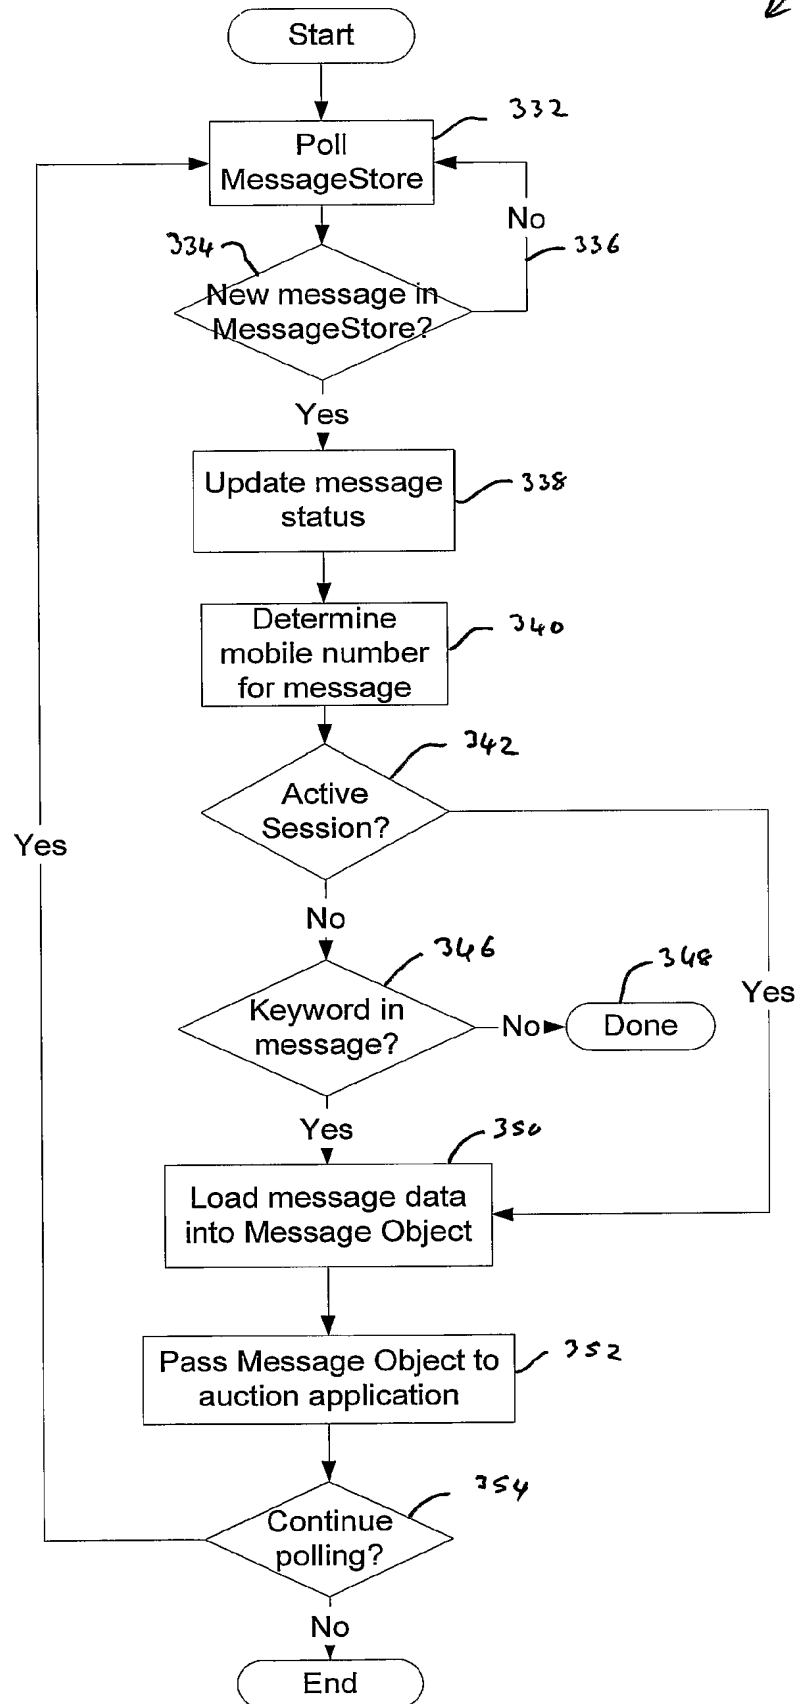 Start
332
Poll
MessageStore
No
334
336
New message in
MessageStore?
Yes
Update message
status
338
Determine
mobile number
for message
340
342
Active
Session?
Yes
No
346
348
Keyword in
message?
No
Done
Yes
Yes
350
Load message data
into Message Object
Pass Message Object to
auction application
352
354
Continue
polling?
No
End